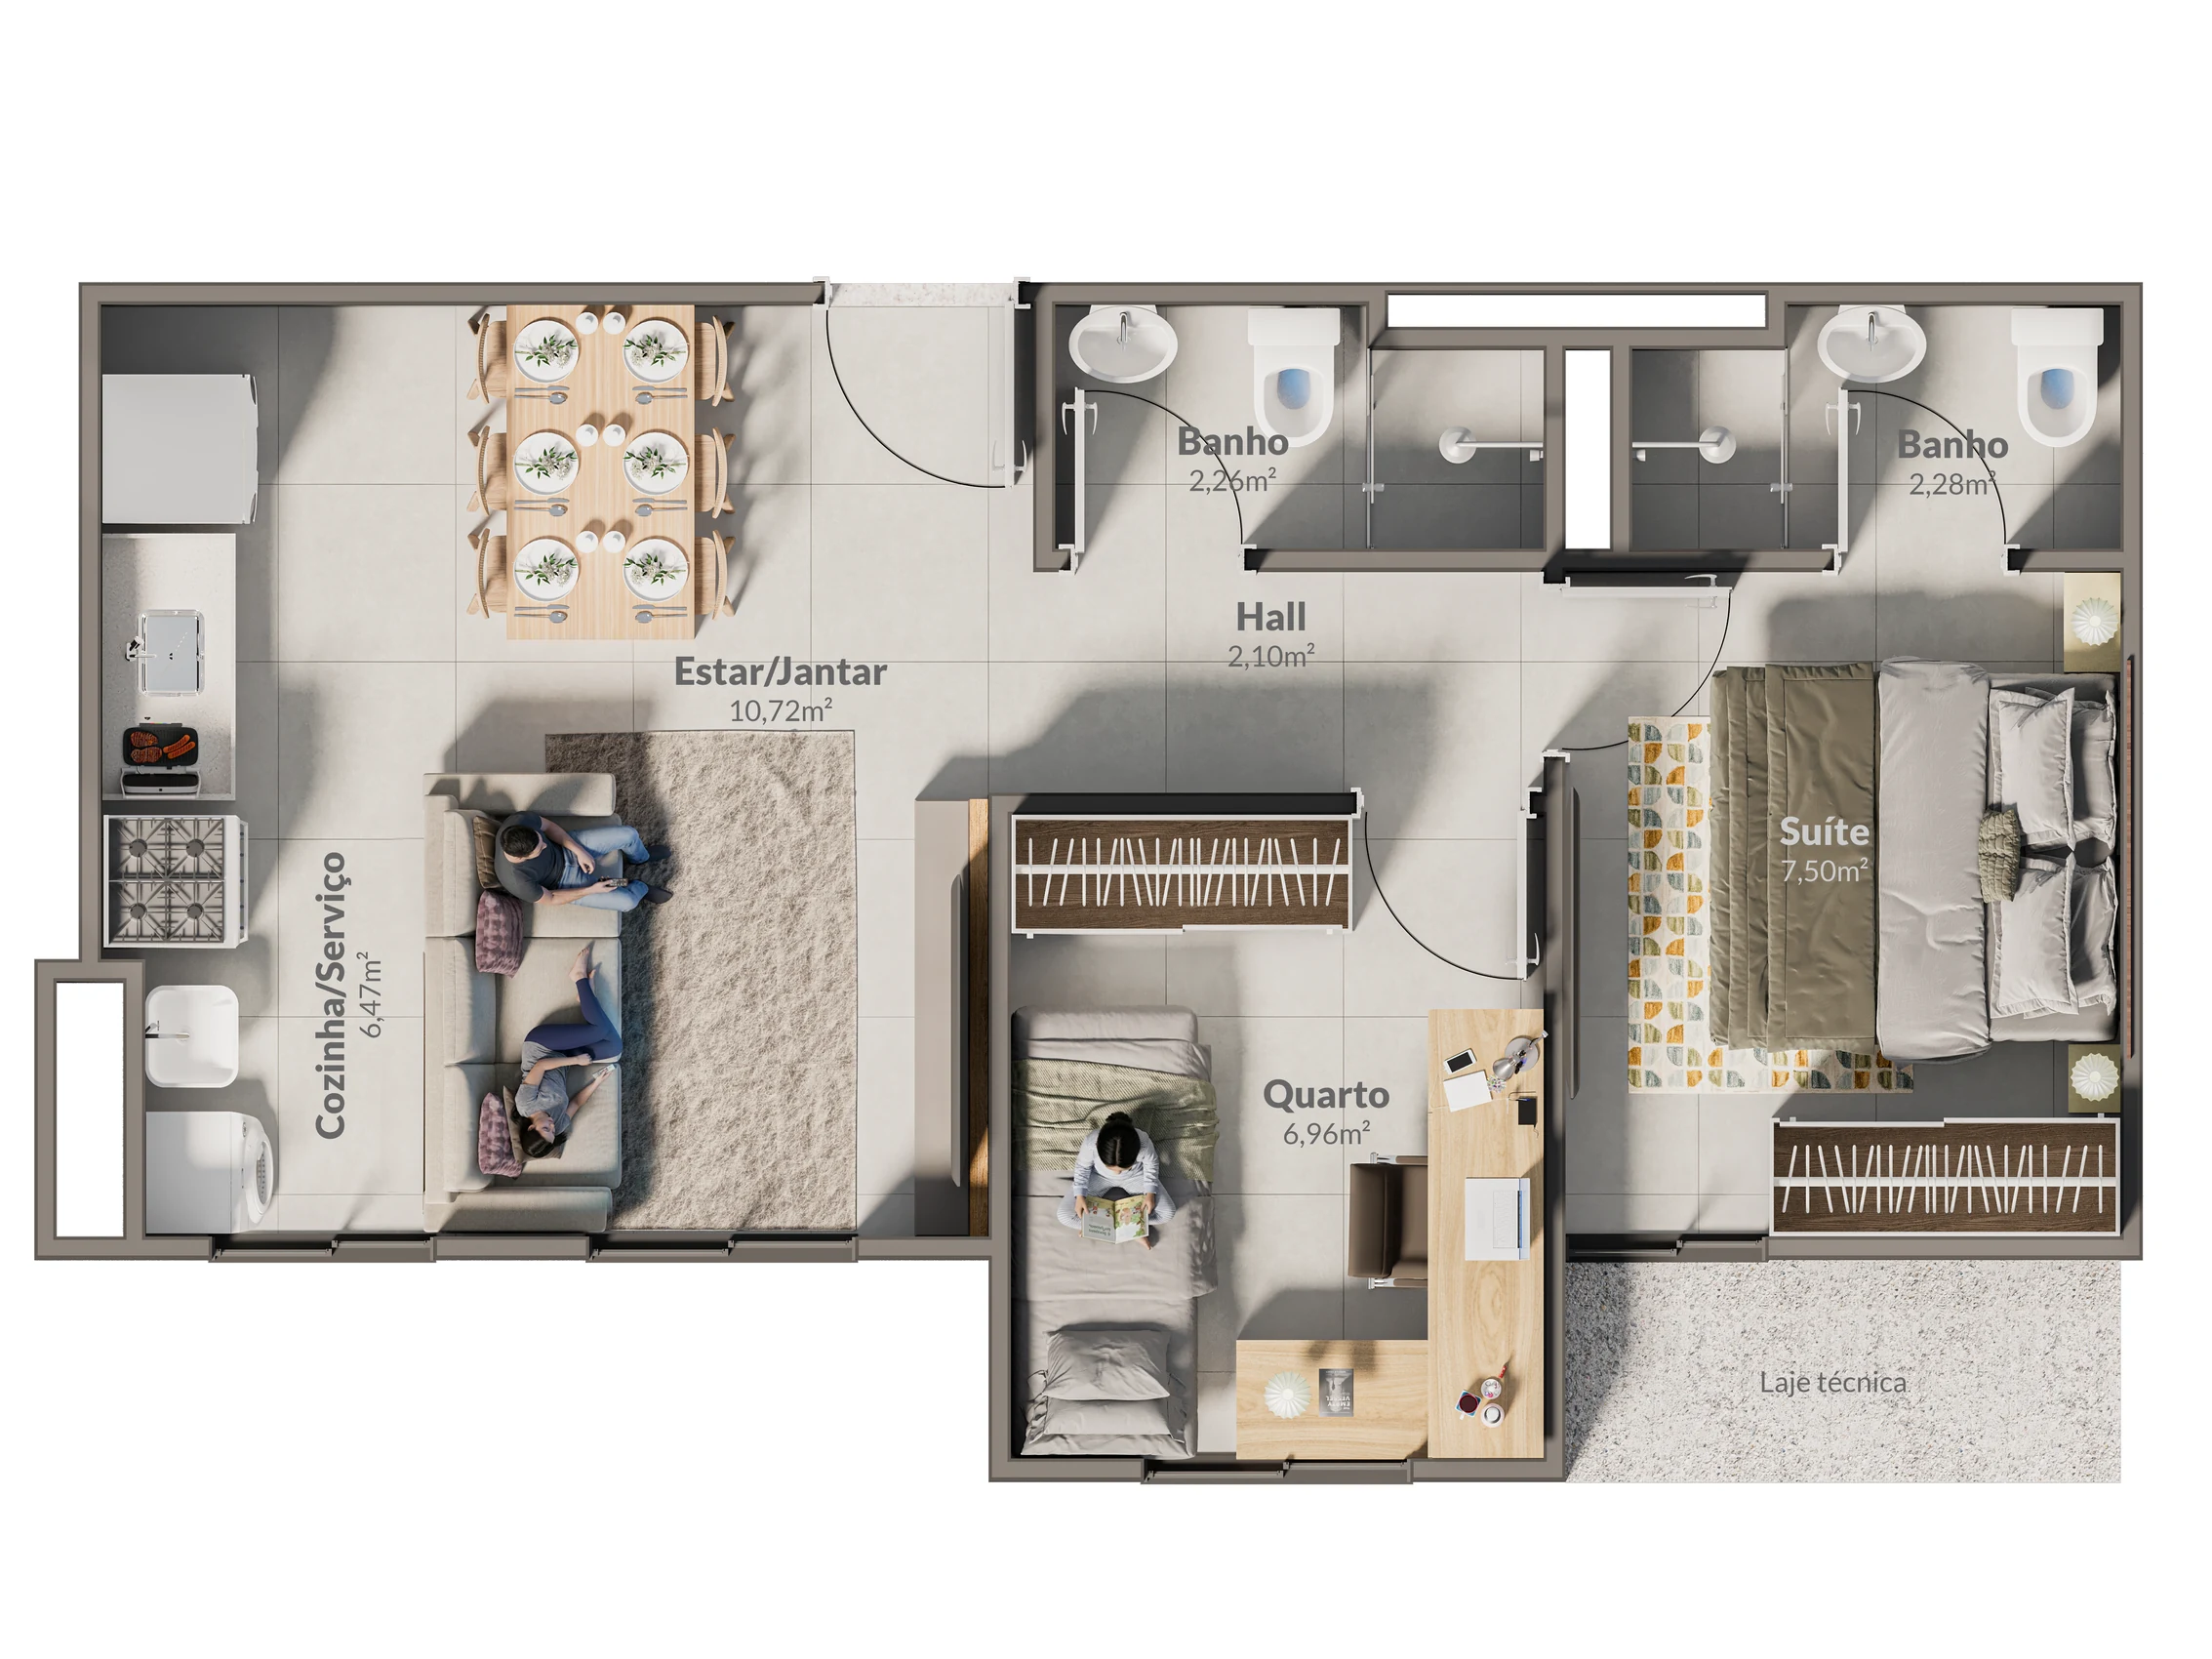 Banho
2,26m²
Banho
2,28m²
Hall
2,10m²
Estar/Jantar
10,72m²
Suíte
7,50m²
Cozinha/Serviço
6,47m²
Quarto
6,96m²
Laje técnica